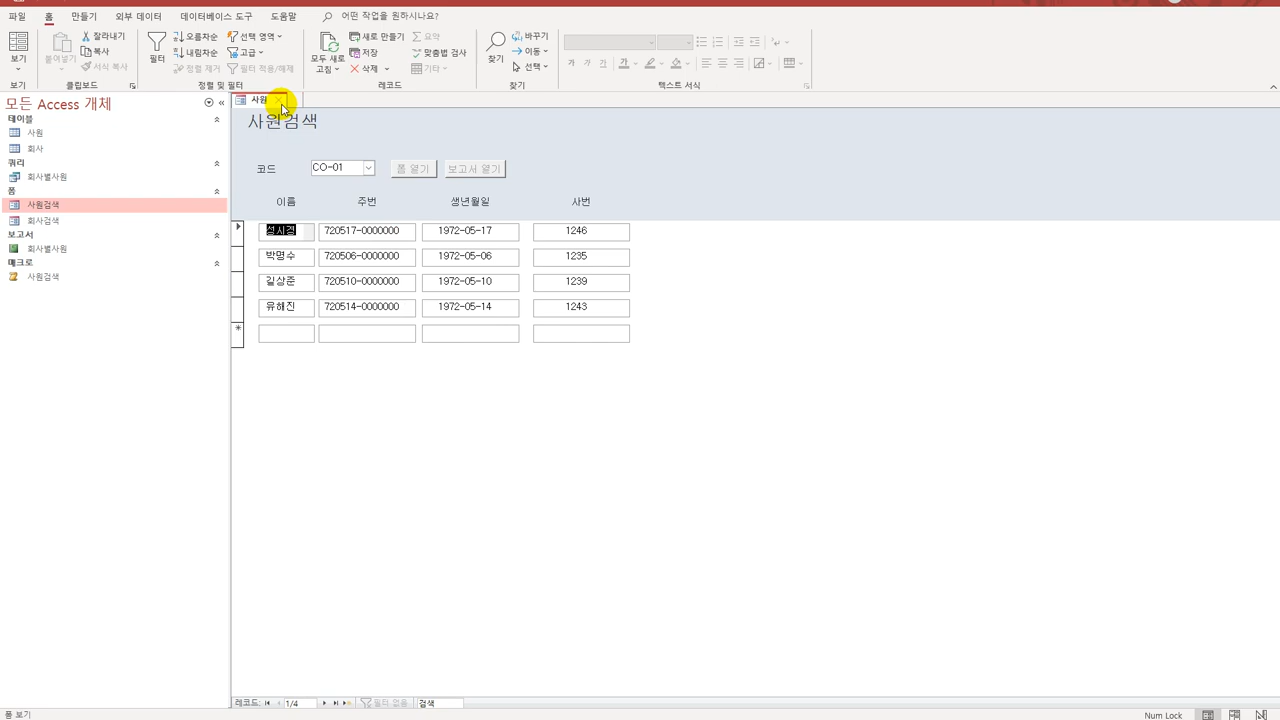 파일 홈 만들기 외부 데이터 데이터베이스 도구 도움말 어떤 작업을 원하시나요?
보기
보기
붙여넣기
잘라내기
복사
서식 복사
클립보드
필터
오름차순
내림차순
정렬 제거
선택 영역
고급
필터 적용/해제
정렬 및 필터
모두 새로 고침
새로 만들기
저장
삭제
요약
맞춤법 검사
기타
레코드
찾기
바꾸기
이동
선택
찾기
텍스트 서식
모든 Access 개체
테이블
사원
회사
쿼리
회사별사원
폼
사원검색
회사검색
보고서
회사별사원
매크로
사원검색
사원
사원검색
코드 CO-01 폼 열기 보고서 열기
이름 주번 생년월일 사번
성시경 720517-0000000 1972-05-17 1246
박명수 720506-0000000 1972-05-06 1235
길상준 720510-0000000 1972-05-10 1239
유해진 720514-0000000 1972-05-14 1243
레코드: 1/4 필터 없음 검색
폼 보기 Num Lock